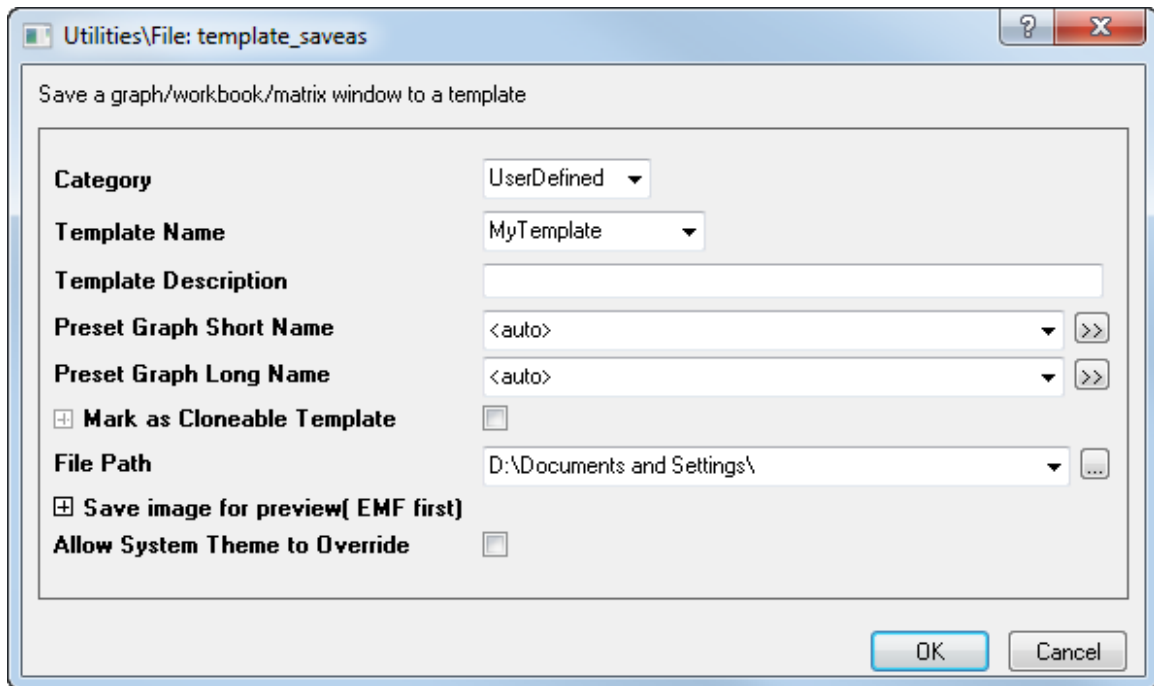 Utilities\File: template_saveas
?
X
Save a graph/workbook/matrix window to a template
Category UserDefined
Template Name MyTemplate
Template Description
Preset Graph Short Name <auto> >>
Preset Graph Long Name <auto> >>
Mark as Cloneable Template
File Path D:\Documents and Settings\ ...
Save image for preview( EMF first)
Allow System Theme to Override
OK Cancel